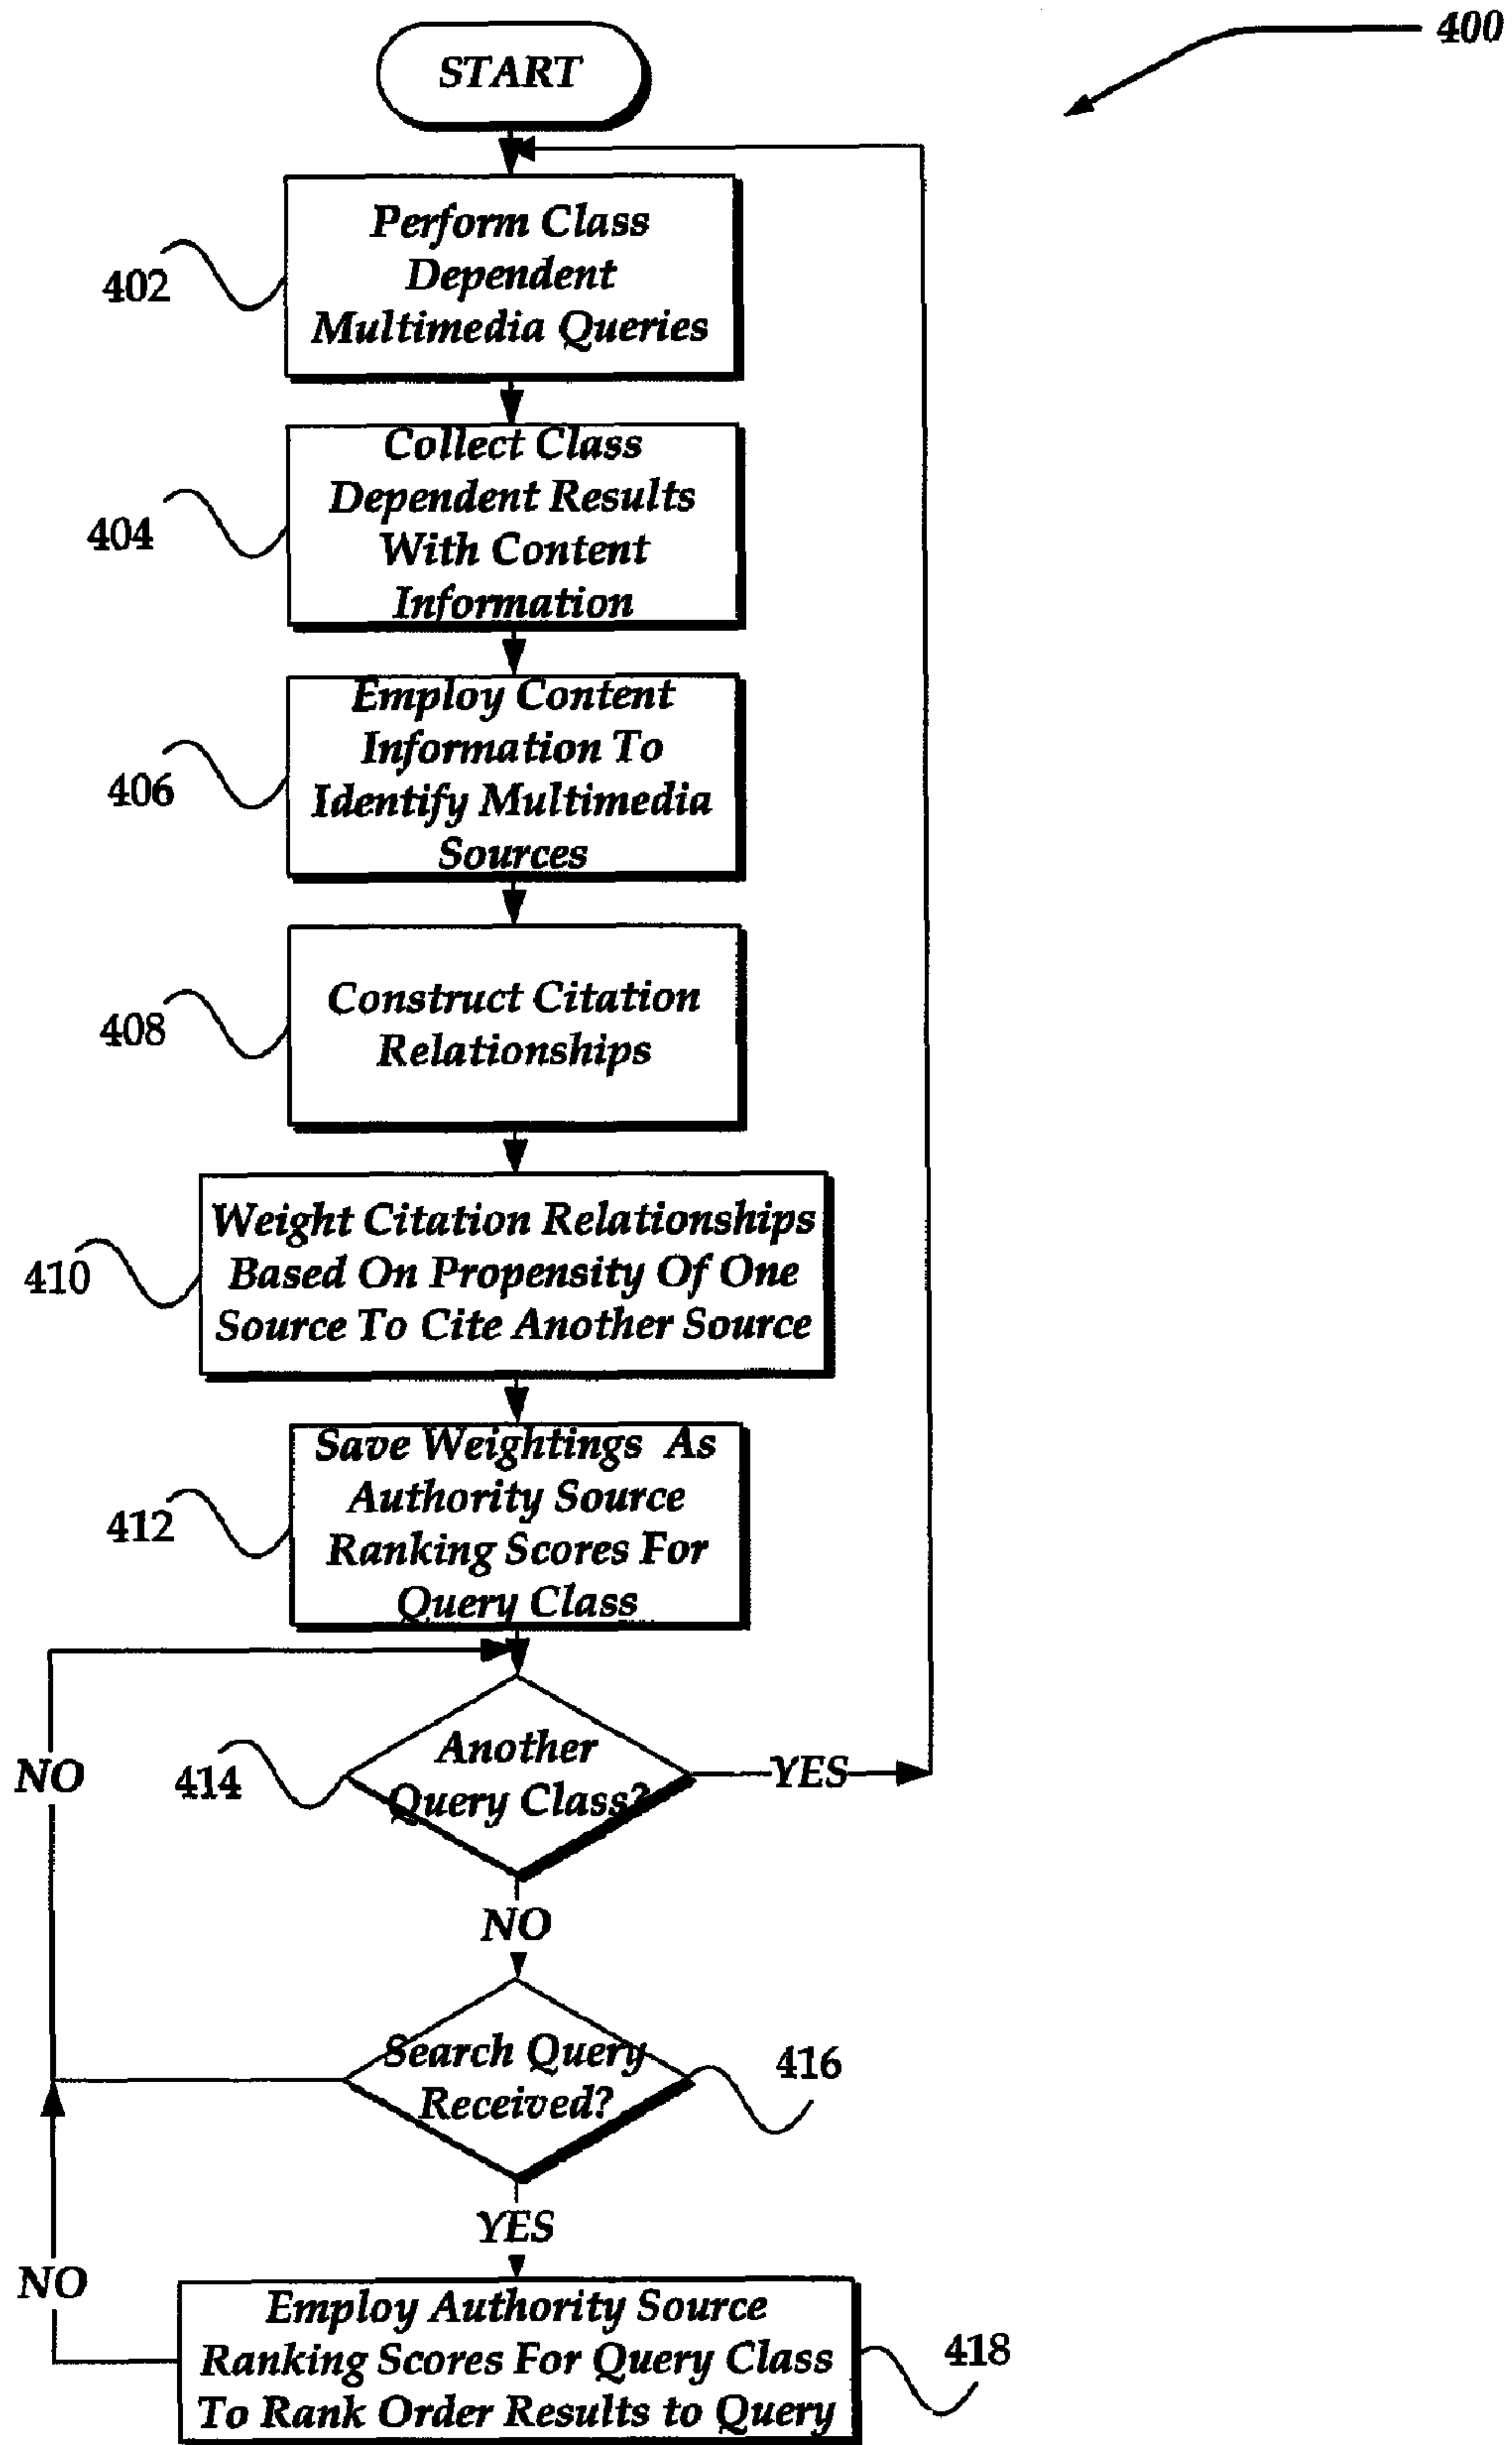 400
START
402
Perform Class
Dependent
Multimedia Queries
404
Collect Class
Dependent Results
With Content
Information
406
Employ Content
Information To
Identify Multimedia
Sources
408
Construct Citation
Relationships
410
Weight Citation Relationships
Based On Propensity Of One
Source To Cite Another Source
412
Save Weightings As
Authority Source
Ranking Scores For
Query Class
NO
414
Another
Query Class?
YES
NO
Search Query
Received?
416
YES
NO
Employ Authority Source
Ranking Scores For Query Class
To Rank Order Results to Query
418